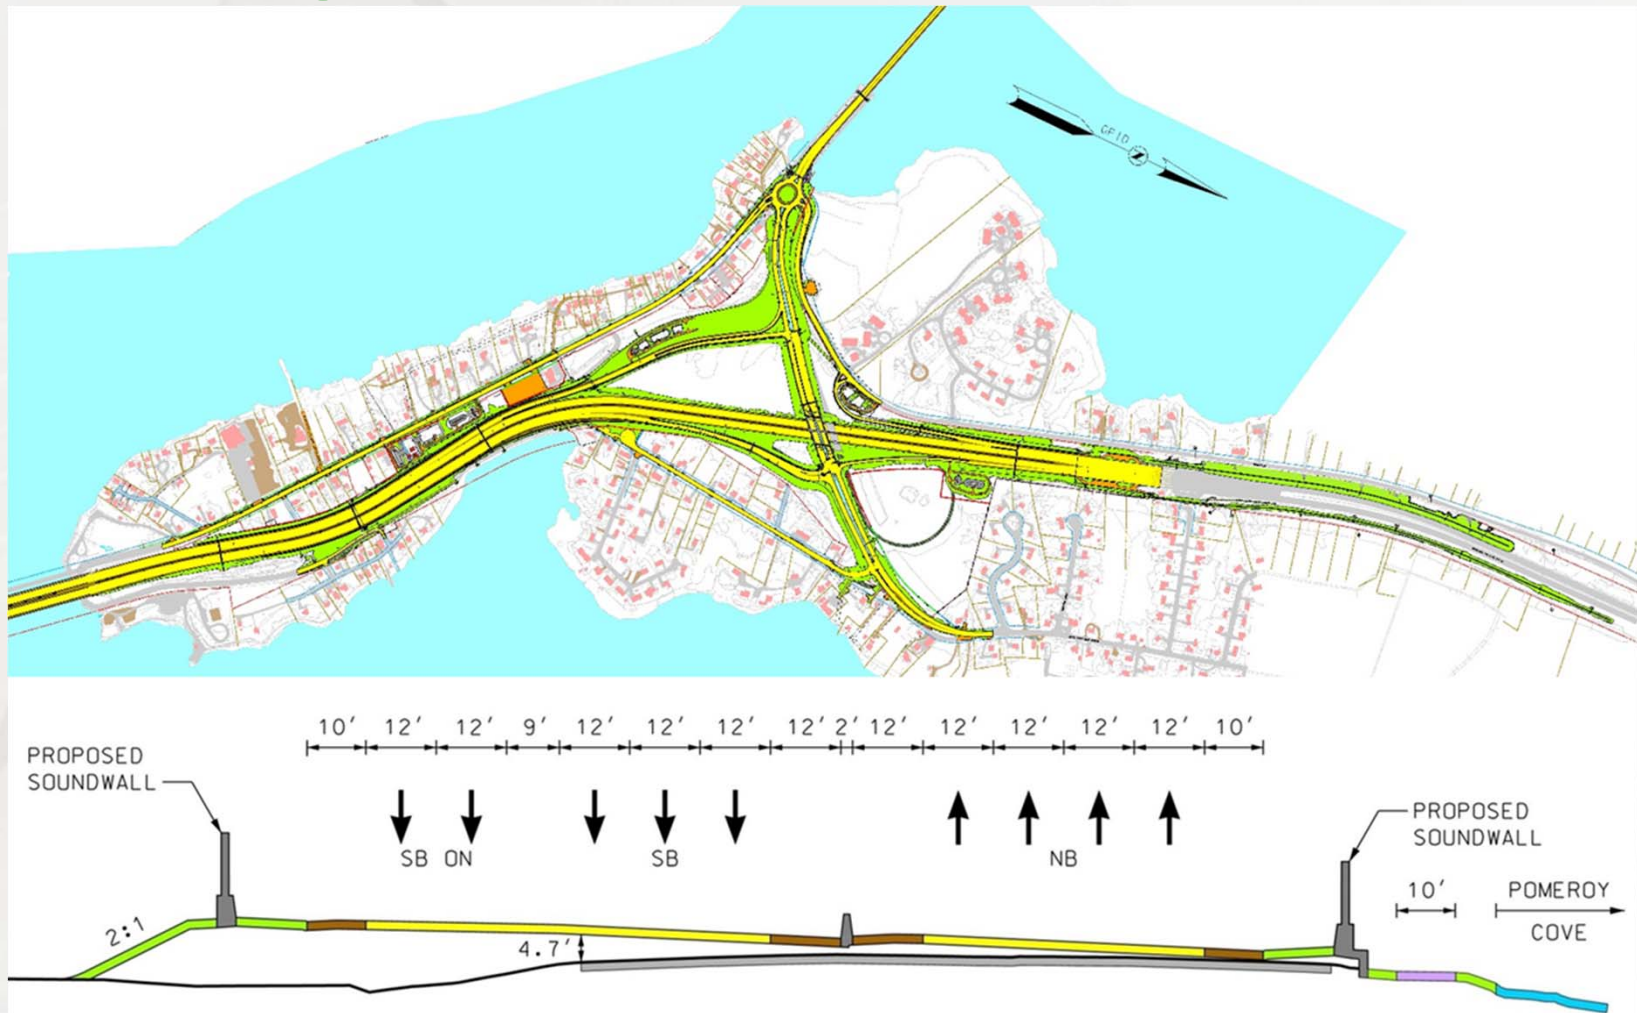 GRID
10' 12' 12' 9' 12' 12' 12' 12' 2' 12' 12' 12' 12' 12' 10'
PROPOSED
SOUNDWALL
SB ON
SB
NB
PROPOSED
SOUNDWALL
10'
POMEROY
COVE
2:1
4.7'